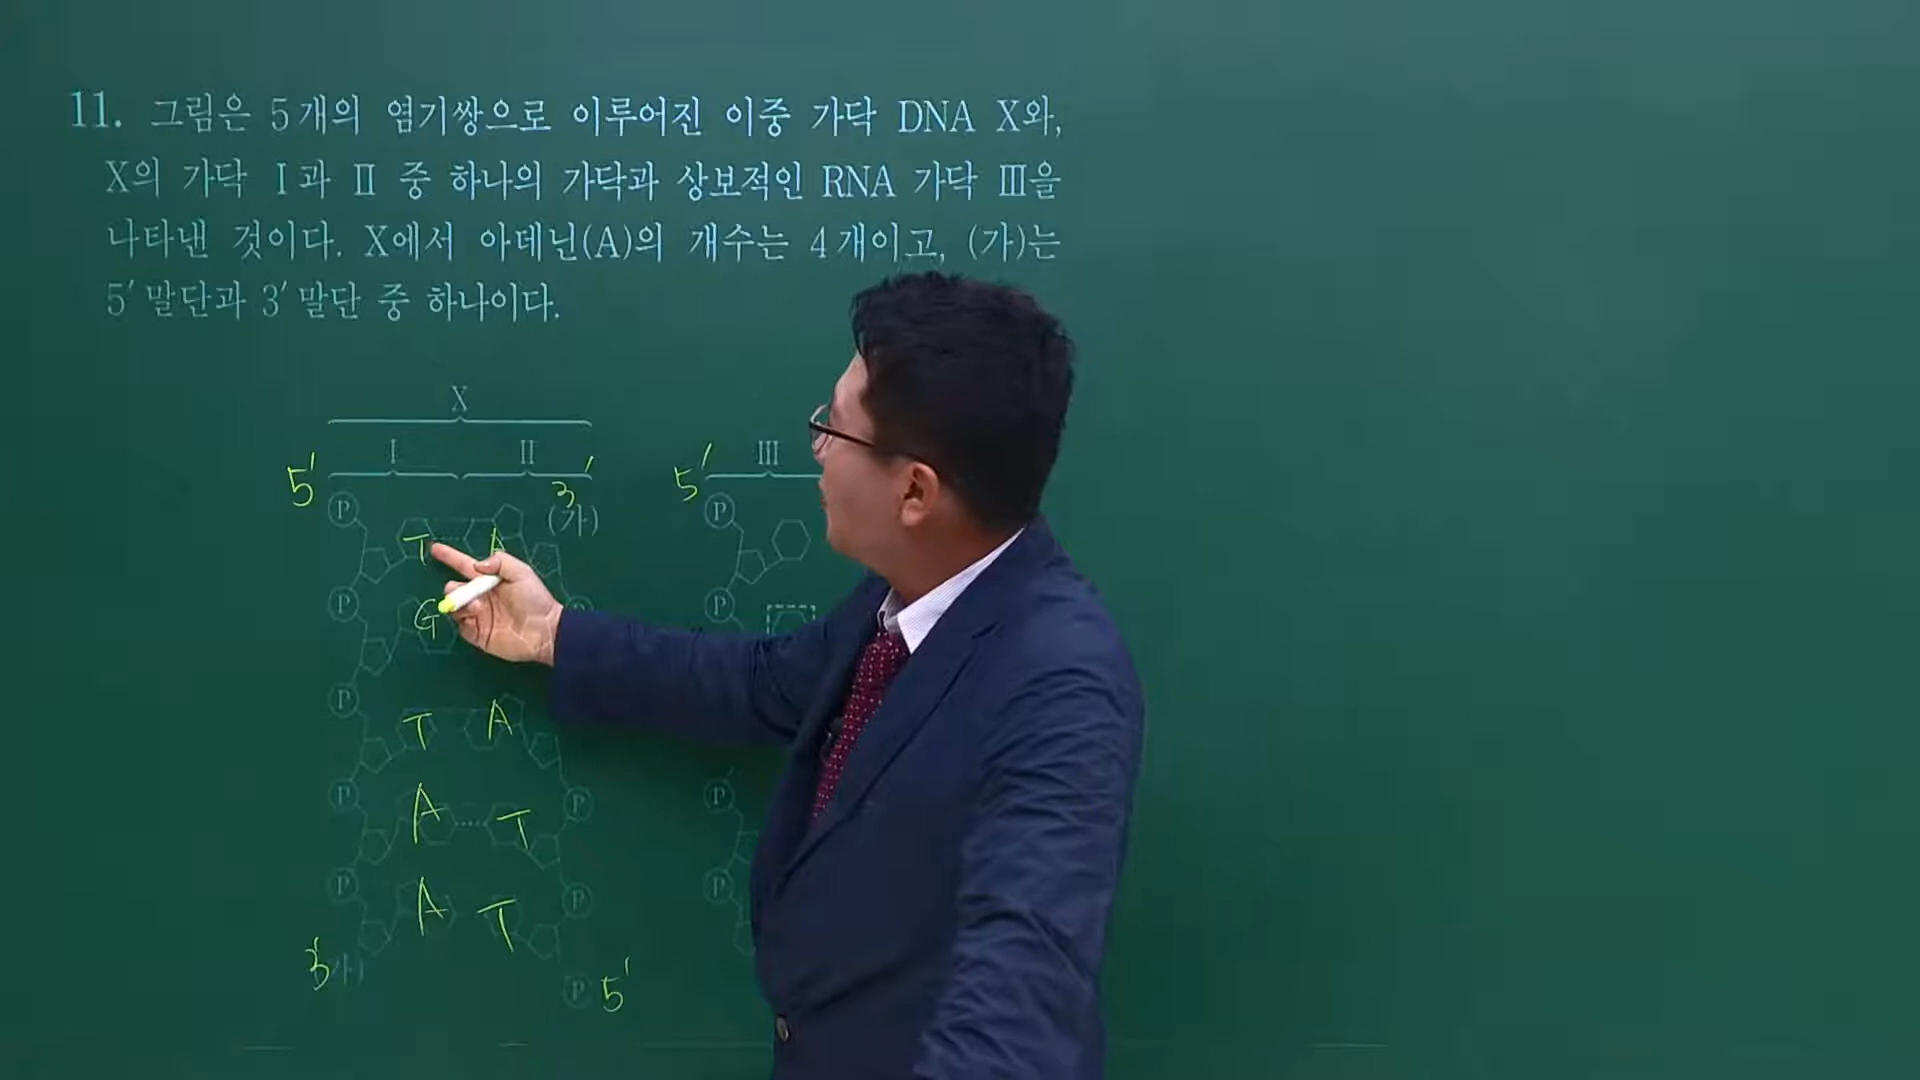 11. 그림은 5개의 염기쌍으로 이루어진 이중 가닥 DNA X와,
X의 가닥 Ⅰ과 Ⅱ 중 하나의 가닥과 상보적인 RNA 가닥 Ⅲ을
나타낸 것이다. X에서 아데닌(A)의 개수는 4개이고, (가)는
5′말단과 3′말단 중 하나이다.
X
Ⅰ Ⅱ Ⅲ
5′ 3′ 5′
P (가) P
T A
P P
G
P
T A
P P P
A T
P P P
A T
3′
P 5′